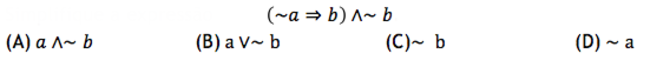 (~a ⇒ b) ∧~ b
(A) a ∧~ b (B) a ∨~ b (C)~ b (D) ~ a